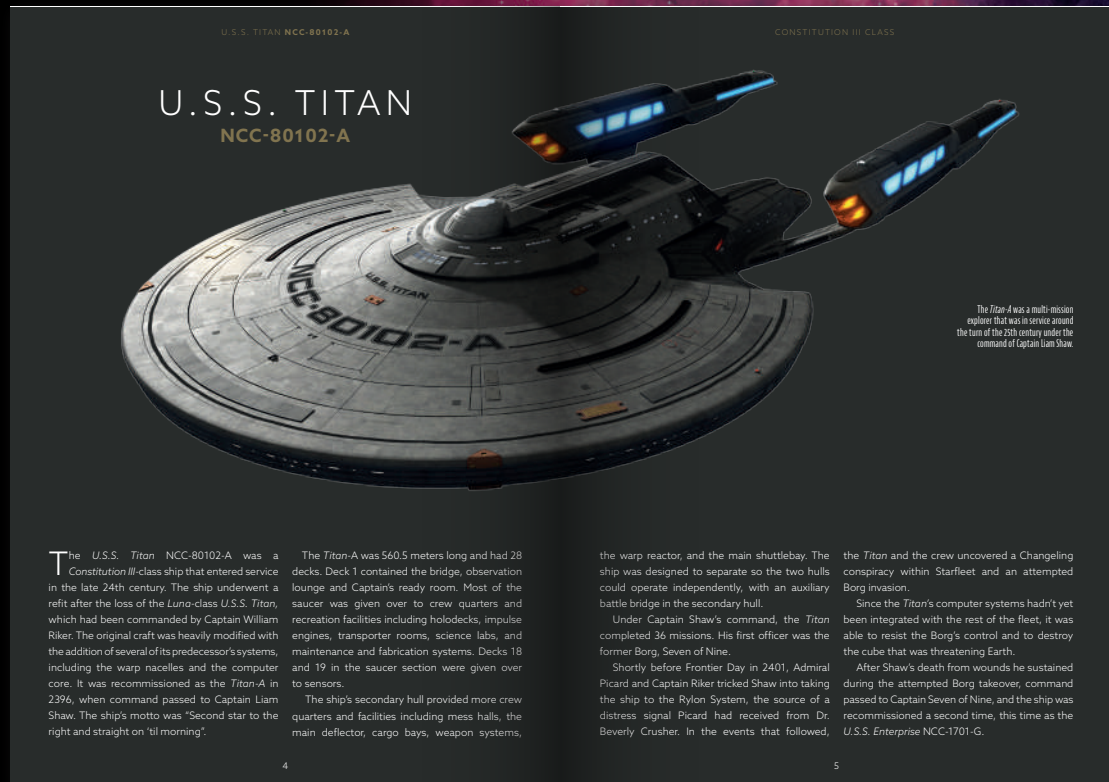 U.S.S. TITAN NCC-80102-A
CONSTITUTION III CLASS
U.S.S. TITAN
NCC-80102-A
U.S.S. TITAN
NCC-80102-A
The Titan-A was a multi-mission
explorer that was in service around
the turn of the 25th century under the
command of Captain Liam Shaw.
The U.S.S. Titan NCC-80102-A was a
Constitution III-class ship that entered service
in the late 24th century. The ship underwent a
refit after the loss of the Luna-class U.S.S. Titan,
which had been commanded by Captain William
Riker. The original craft was heavily modified with
the addition of several of its predecessor's systems,
including the warp nacelles and the computer
core. It was recommissioned as the Titan-A in
2396, when command passed to Captain Liam
Shaw. The ship's motto was “Second star to the
right and straight on ‘til morning”.
The Titan-A was 560.5 meters long and had 28
decks. Deck 1 contained the bridge, observation
lounge and Captain's ready room. Most of the
saucer was given over to crew quarters and
recreation facilities including holodecks, impulse
engines, transporter rooms, science labs, and
maintenance and fabrication systems. Decks 18
and 19 in the saucer section were given over
to sensors.
The ship's secondary hull provided more crew
quarters and facilities including mess halls, the
main deflector, cargo bays, weapon systems,
the warp reactor, and the main shuttlebay. The
ship was designed to separate so the two hulls
could operate independently, with an auxiliary
battle bridge in the secondary hull.
Under Captain Shaw's command, the Titan
completed 36 missions. His first officer was the
former Borg, Seven of Nine.
Shortly before Frontier Day in 2401, Admiral
Picard and Captain Riker tricked Shaw into taking
the ship to the Rylon System, the source of a
distress signal Picard had received from Dr.
Beverly Crusher. In the events that followed,
the Titan and the crew uncovered a Changeling
conspiracy within Starfleet and an attempted
Borg invasion.
Since the Titan's computer systems hadn't yet
been integrated with the rest of the fleet, it was
able to resist the Borg's control and to destroy
the cube that was threatening Earth.
After Shaw's death from wounds he sustained
during the attempted Borg takeover, command
passed to Captain Seven of Nine, and the ship was
recommissioned a second time, this time as the
U.S.S. Enterprise NCC-1701-G.
4
5